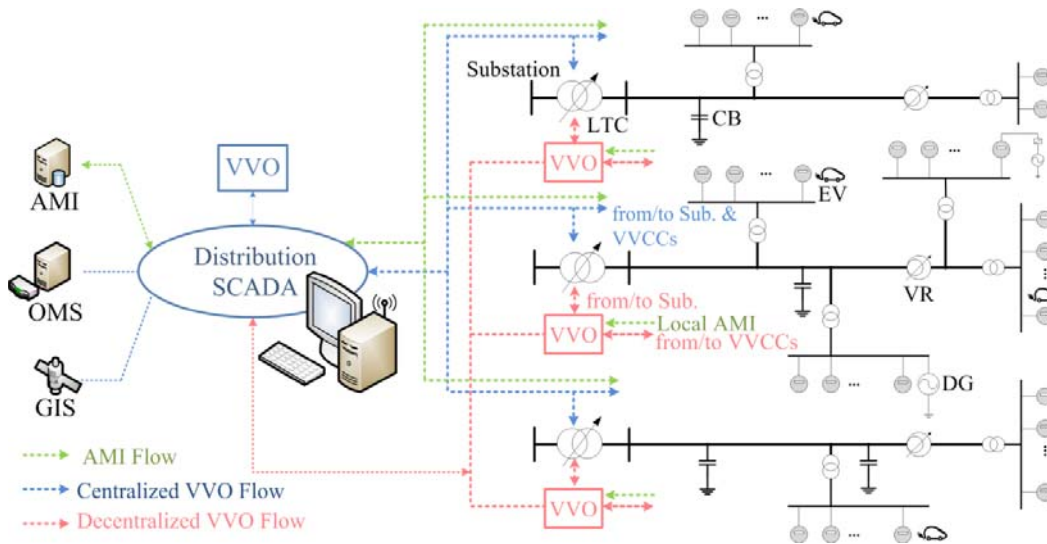 Substation
LTC
CB
VVO
VVO
AMI
EV
from/to Sub. &
VVCCs
Distribution
SCADA
OMS
VR
from/to Sub.
VVO
Local AMI
from/to VVCCs
GIS
DG
AMI Flow
Centralized VVO Flow
Decentralized VVO Flow
VVO